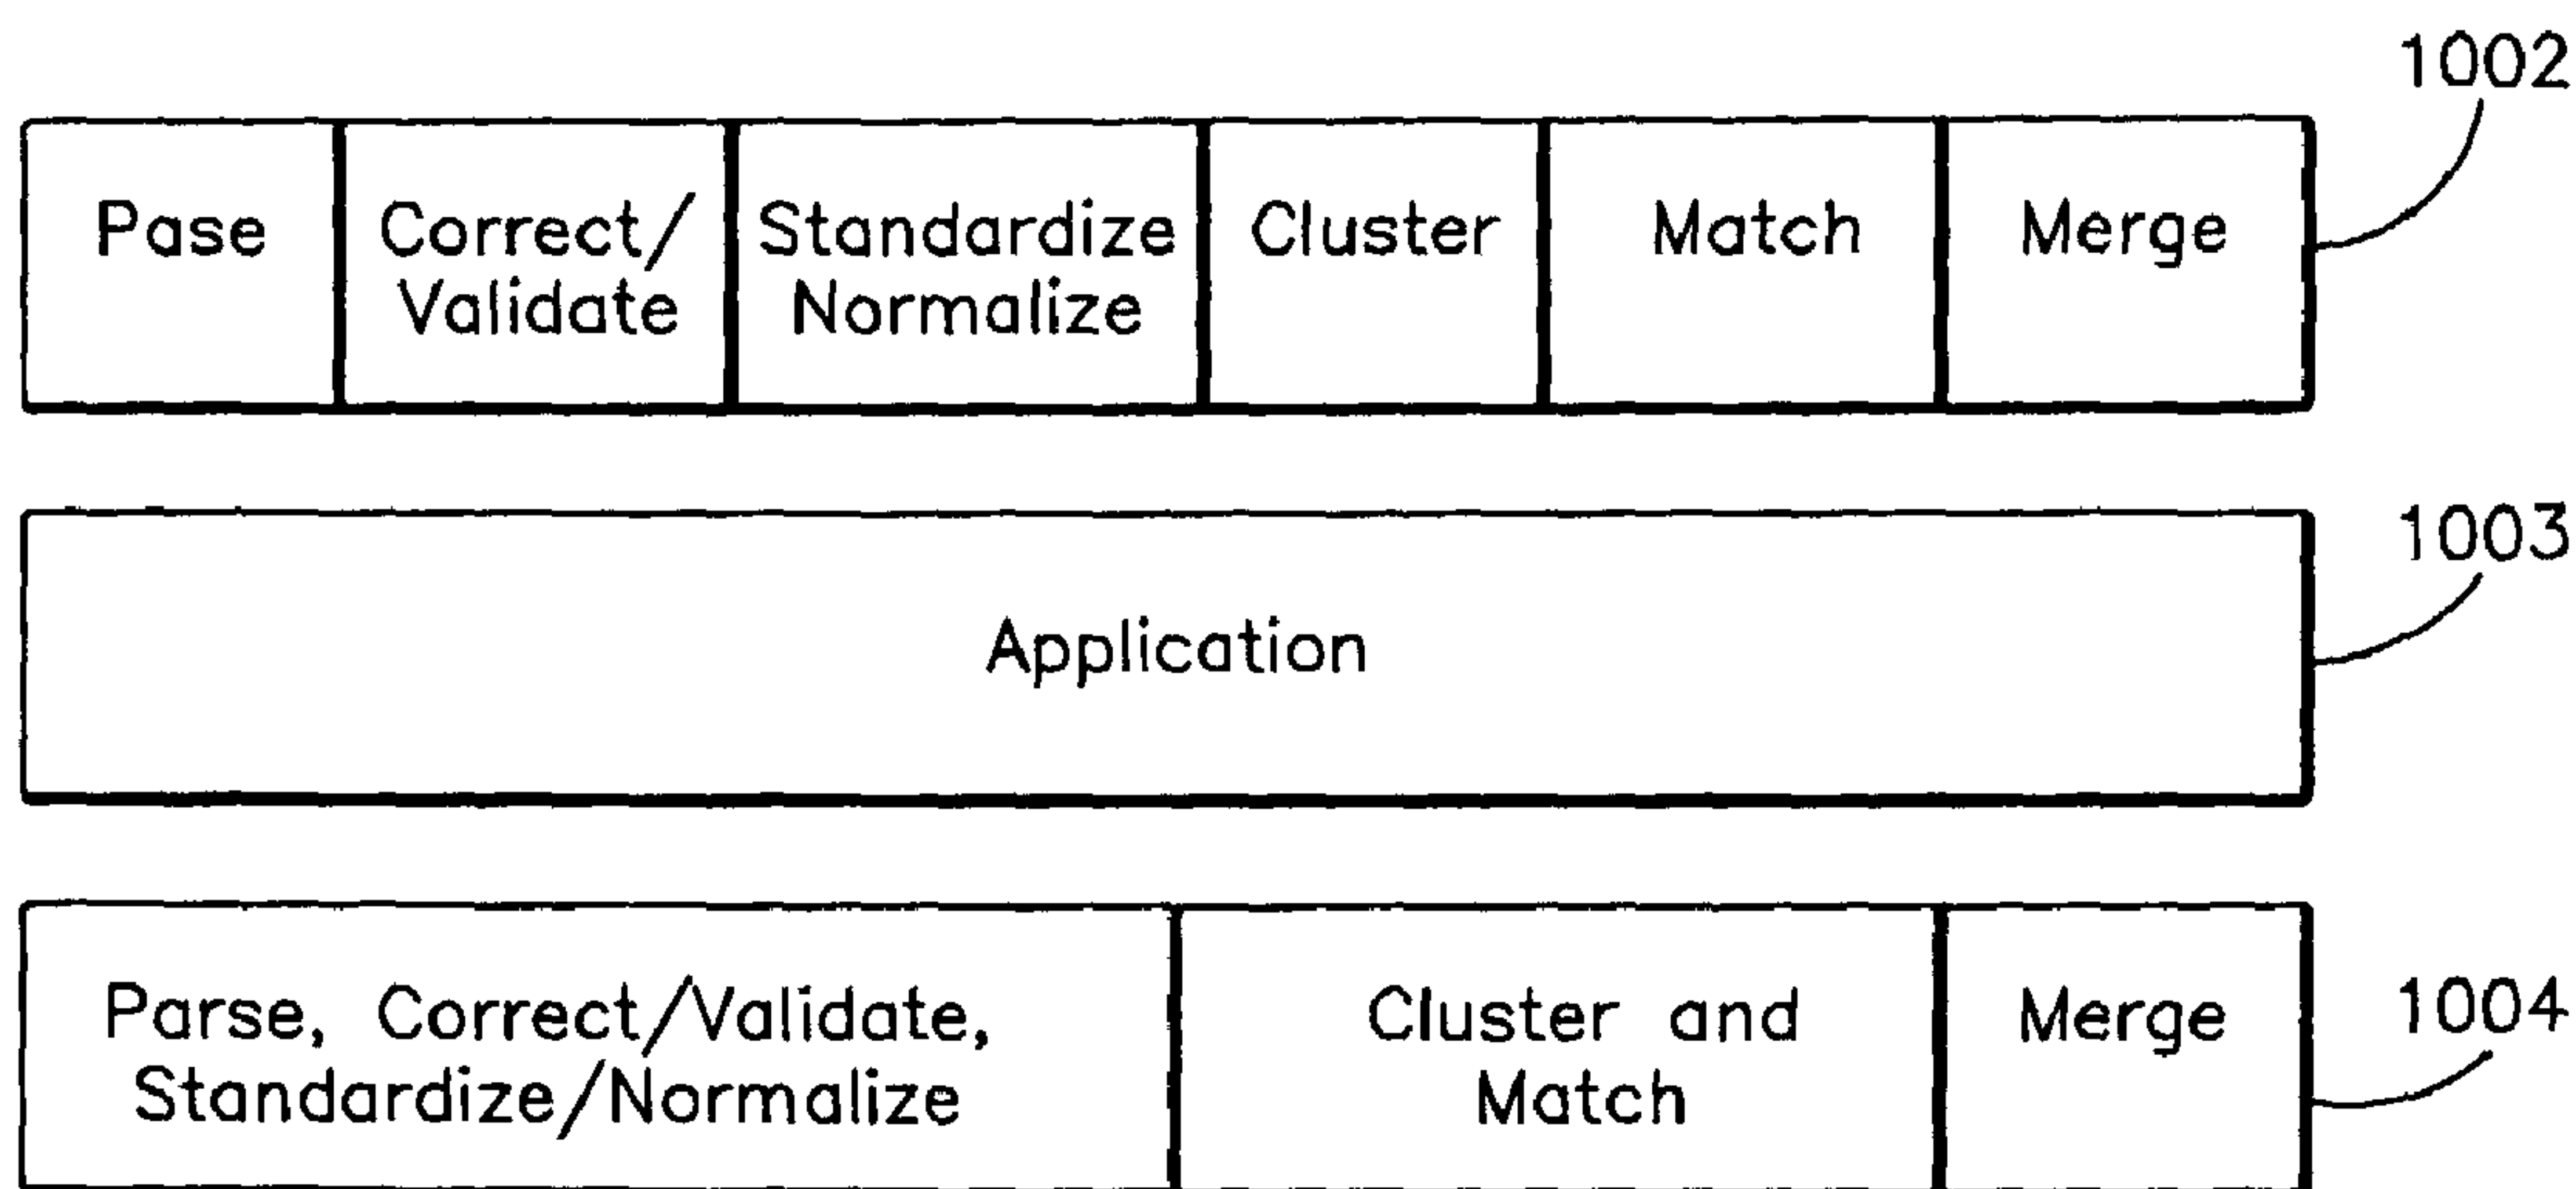 1002
Pase
Correct/
Validate
Standardize
Normalize
Cluster
Match
Merge
1003
Application
1004
Parse, Correct/Validate,
Standardize/Normalize
Cluster and
Match
Merge